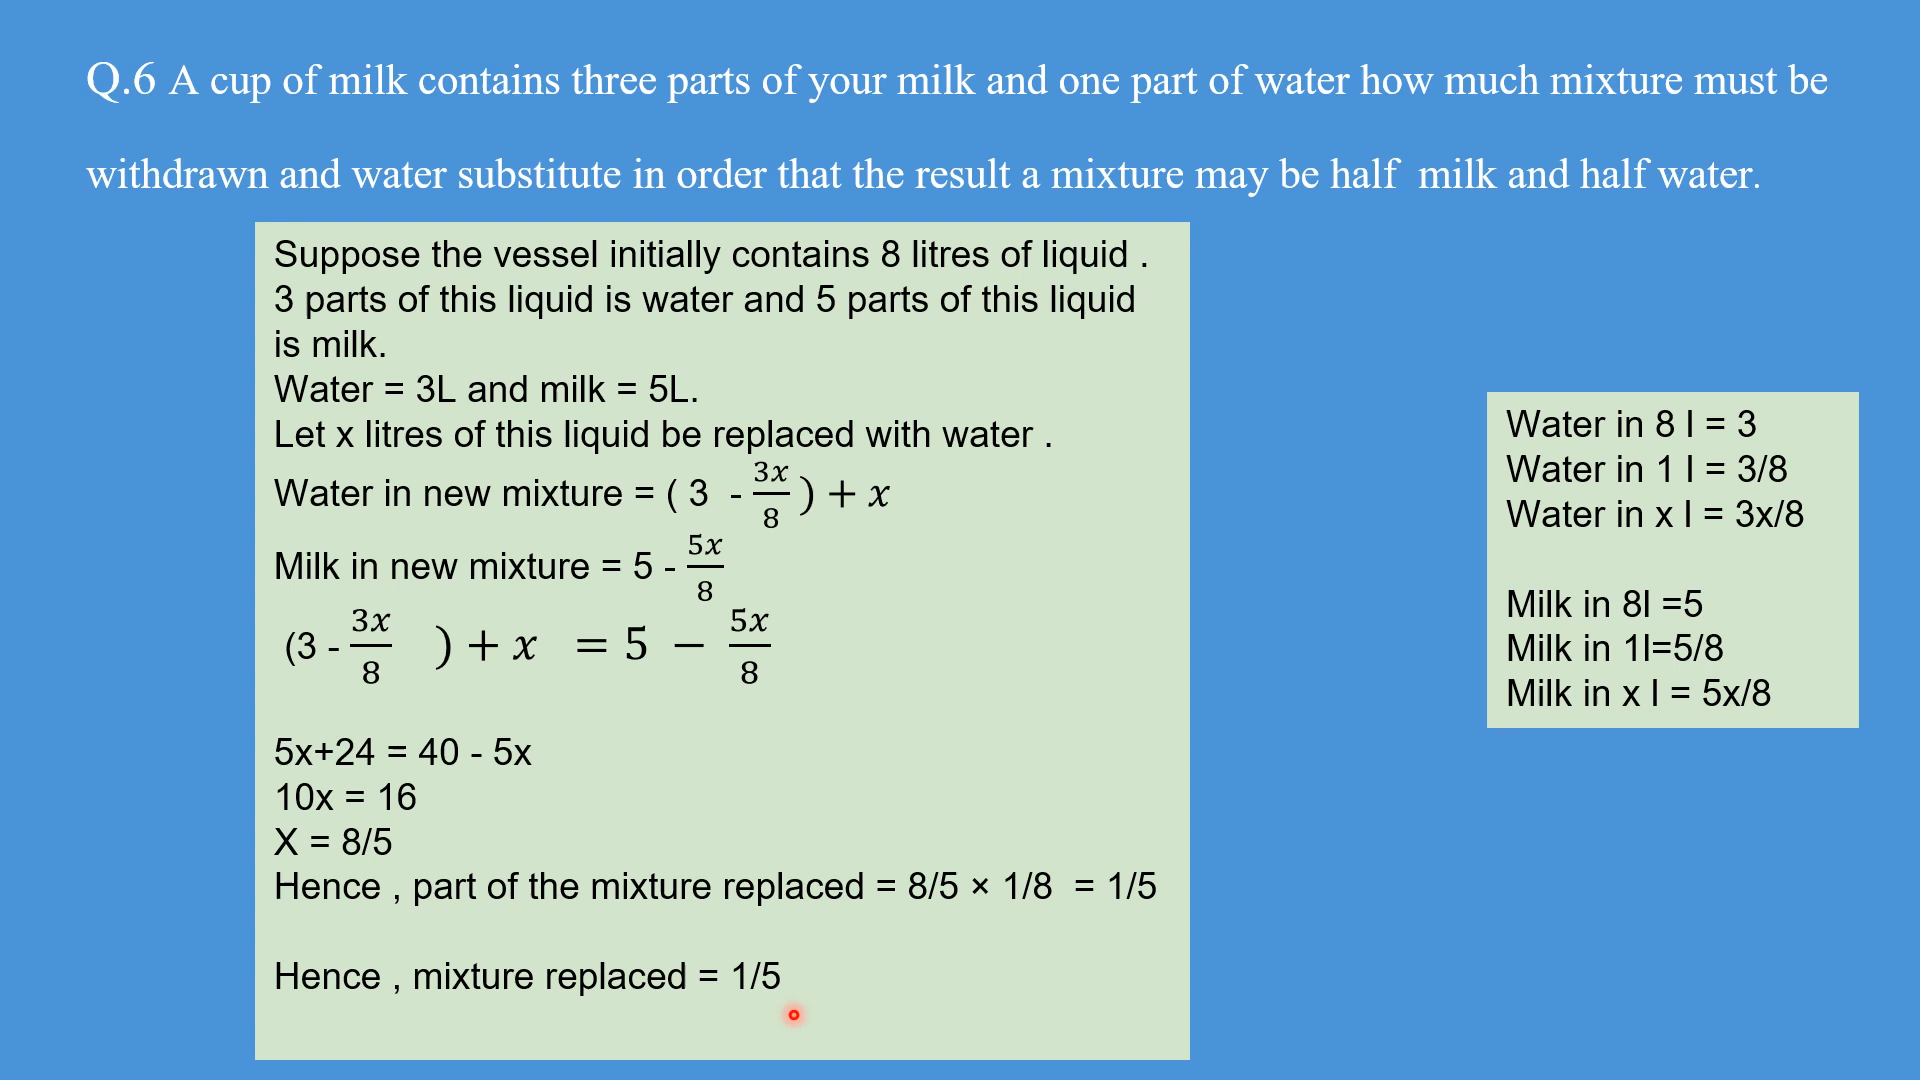 Q.6 A cup of milk contains three parts of your milk and one part of water how much mixture must be
withdrawn and water substitute in order that the result a mixture may be half milk and half water.
Suppose the vessel initially contains 8 litres of liquid .
3 parts of this liquid is water and 5 parts of this liquid
is milk.
Water = 3L and milk = 5L.
Let x litres of this liquid be replaced with water .
Water in new mixture = ( 3 - 3x/8 ) + x
Milk in new mixture = 5 - 5x/8
(3 - 3x/8 ) + x = 5 − 5x/8
5x+24 = 40 - 5x
10x = 16
X = 8/5
Hence , part of the mixture replaced = 8/5 × 1/8 = 1/5
Hence , mixture replaced = 1/5
Water in 8 l = 3
Water in 1 l = 3/8
Water in x l = 3x/8
Milk in 8l =5
Milk in 1l=5/8
Milk in x l = 5x/8